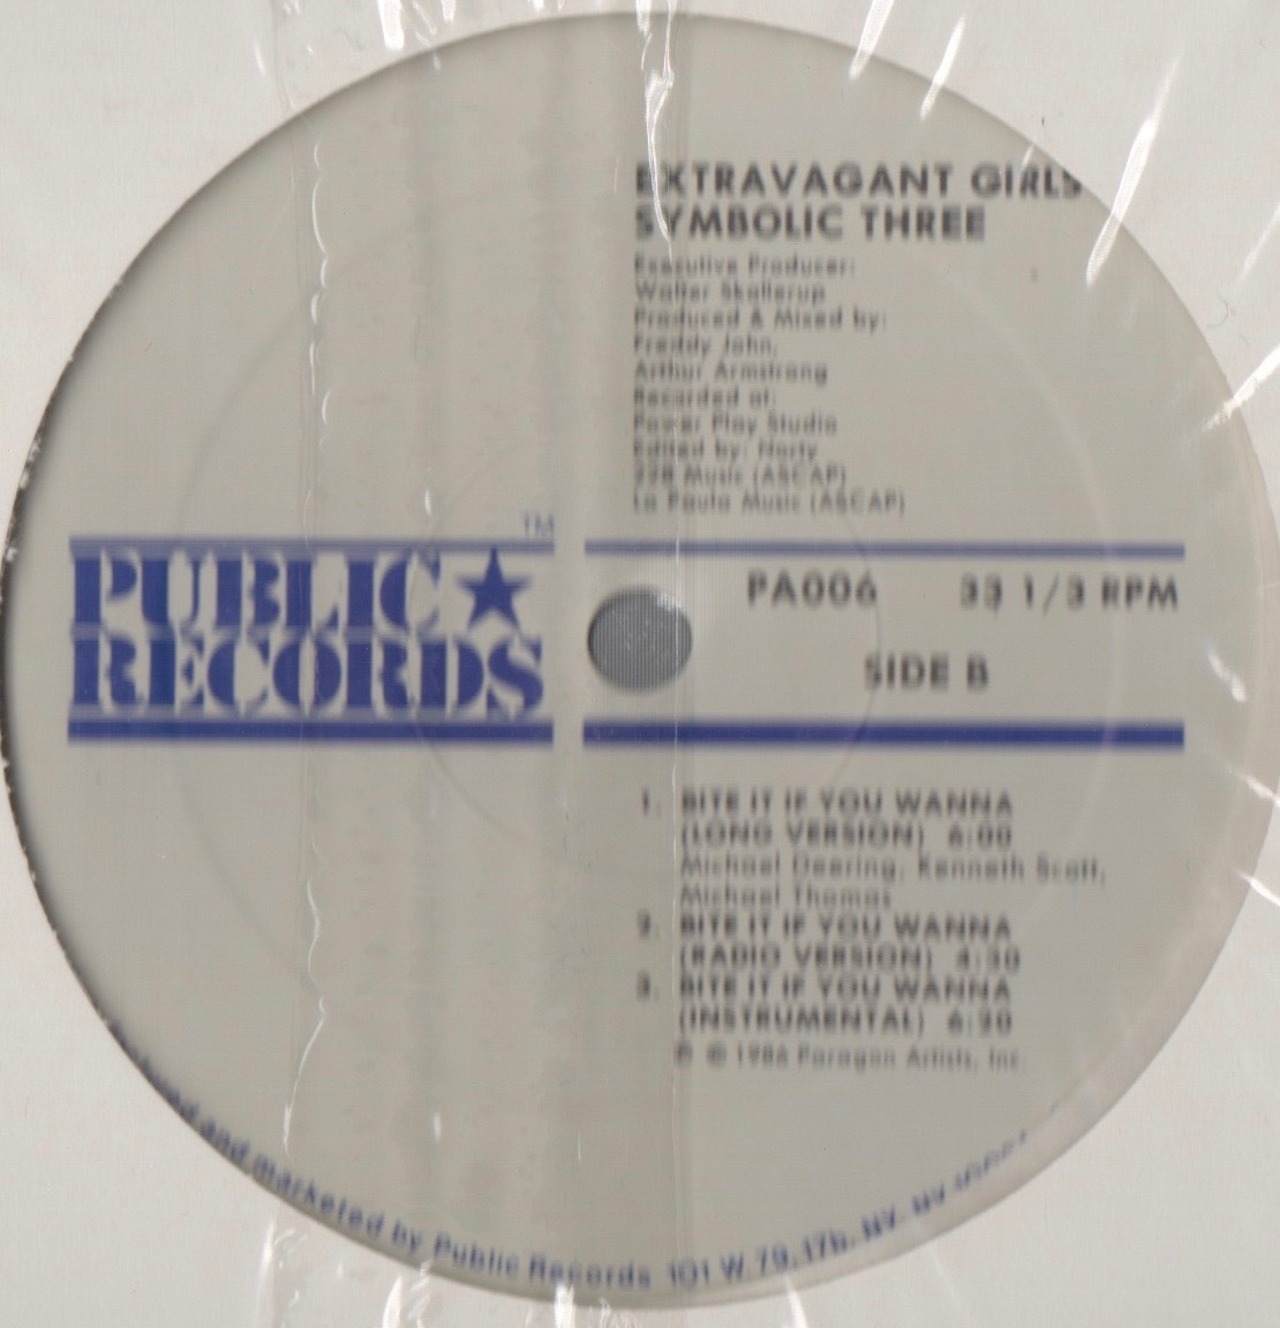 EXTRAVAGANT GIRLS
SYMBOLIC THREE
Executive Producer:
Walter Skallerup
Produced & Mixed by:
Freddy John,
Arthur Armstrong
Recorded at:
Power Play Studio
Edited by: Norty
Music (ASCAP)
La Pauta Music (ASCAP)
TM
PUBLIC★
RECORDS
PA006 33 1/3 RPM
SIDE B
1. BITE IT IF YOU WANNA
(LONG VERSION) 6:00
Michael Deering, Kenneth Scott,
Michael Thomas
2. BITE IT IF YOU WANNA
(RADIO VERSION) 4:30
3. BITE IT IF YOU WANNA
(INSTRUMENTAL) 6:20
℗ © 1986 Paragon Artists, Inc.
and marketed by Public Records 101 W. 79, 17b, NY. NY